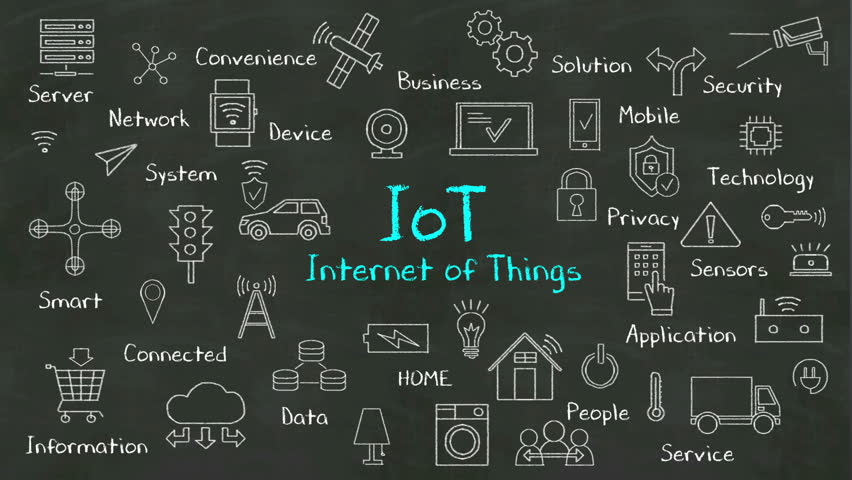 Convenience
Business
Solution
Security
Server
Network
Device
Mobile
System
Technology
IoT
Privacy
Internet of Things
Sensors
Smart
Application
Connected
HOME
Data
People
Information
Service